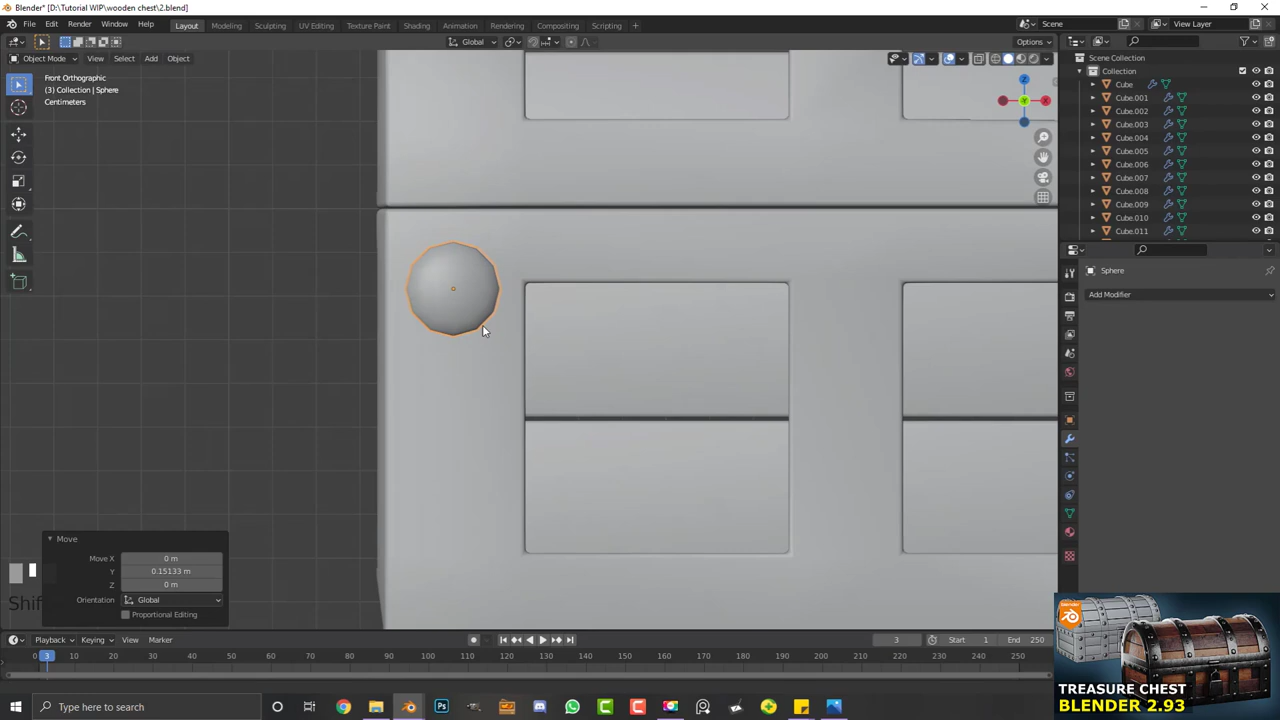 Blender* [D:\Tutorial WIP\wooden chest\2.blend]
File Edit Render Window Help Layout Modeling Sculpting UV Editing Texture Paint Shading Animation Rendering Compositing Scripting + Scene View Layer
Global Options
Object Mode View Select Add Object
Front Orthographic
(3) Collection | Sphere
Centimeters
Z
X
Y
Scene Collection
Collection
Cube
Cube.001
Cube.002
Cube.003
Cube.004
Cube.005
Cube.006
Cube.007
Cube.008
Cube.009
Cube.010
Cube.011
Sphere
Add Modifier
Move
Move X 0 m
Y 0.15133 m
Z 0 m
Orientation Global
Proportional Editing
Shif
Playback Keying View Marker 3 Start 1 End 250
0 3 10 20 30 40 50 60 70 80 90 100 110 120 130 140 150 160 170 180 190 200 210 220 230 240 250
Type here to search
Ps
blender
TREASURE CHEST
BLENDER 2.93